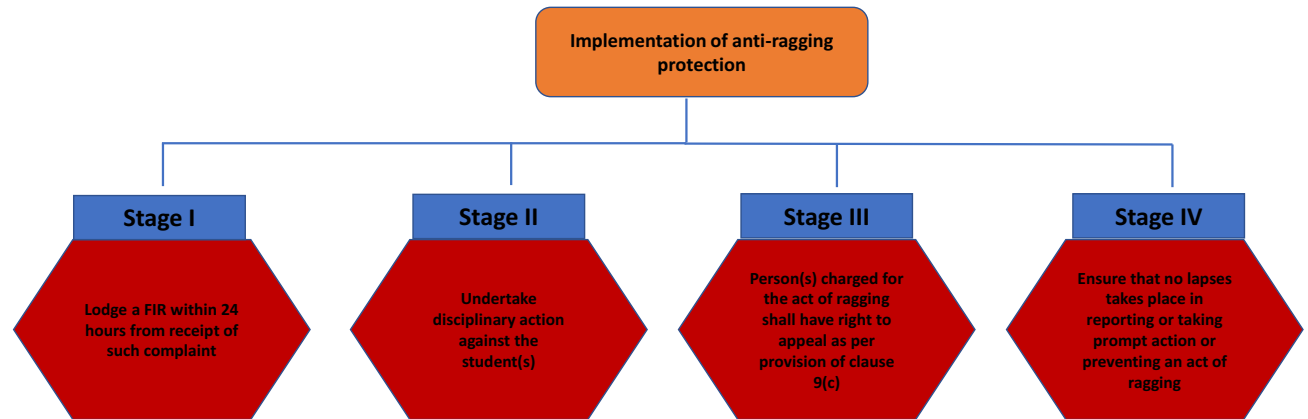 Implementation of anti-ragging
protection
Stage I
Lodge a FIR within 24
hours from receipt of
such complaint
Stage II
Undertake
disciplinary action
against the
student(s)
Stage III
Person(s) charged for
the act of ragging
shall have right to
appeal as per
provision of clause
9(c)
Stage IV
Ensure that no lapses
takes place in
reporting or taking
prompt action or
preventing an act of
ragging